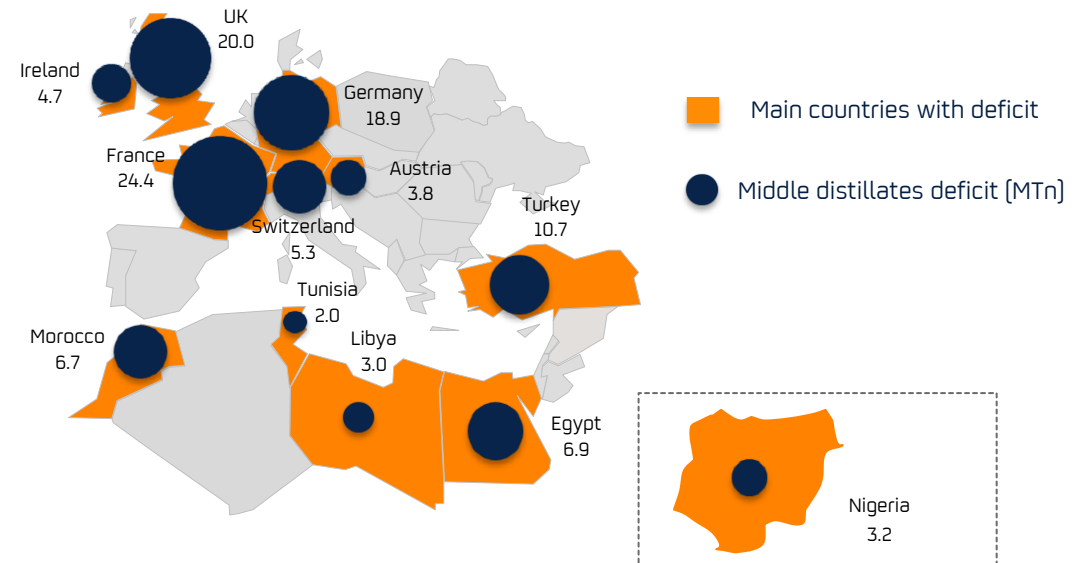 UK
20.0
Ireland
4.7
Germany
18.9
Main countries with deficit
France
24.4
Austria
3.8
Middle distillates deficit (MTn)
Turkey
10.7
Switzerland
5.3
Tunisia
2.0
Morocco
6.7
Libya
3.0
Egypt
6.9
Nigeria
3.2